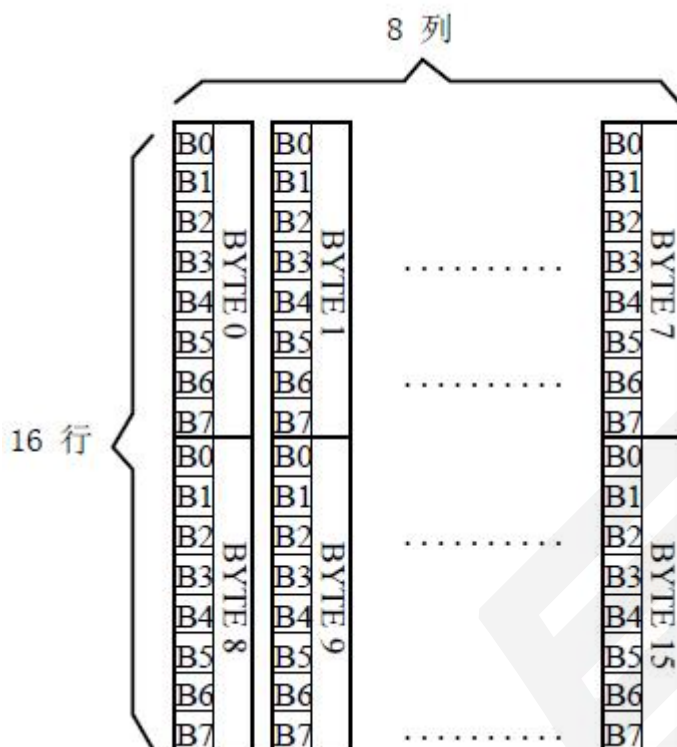 8 列
16 行
B0 B0 B0
B1 B1 B1
B2 B2 B2
B3 B3 B3
B4 B4 B4
B5 B5 B5
B6 B6 B6
B7 B7 B7
BYTE 0 BYTE 1 BYTE 7
..........
..........
B0 B0 B0
B1 B1 B1
B2 B2 B2
B3 B3 B3
B4 B4 B4
B5 B5 B5
B6 B6 B6
B7 B7 B7
BYTE 8 BYTE 9 BYTE 15
..........
..........